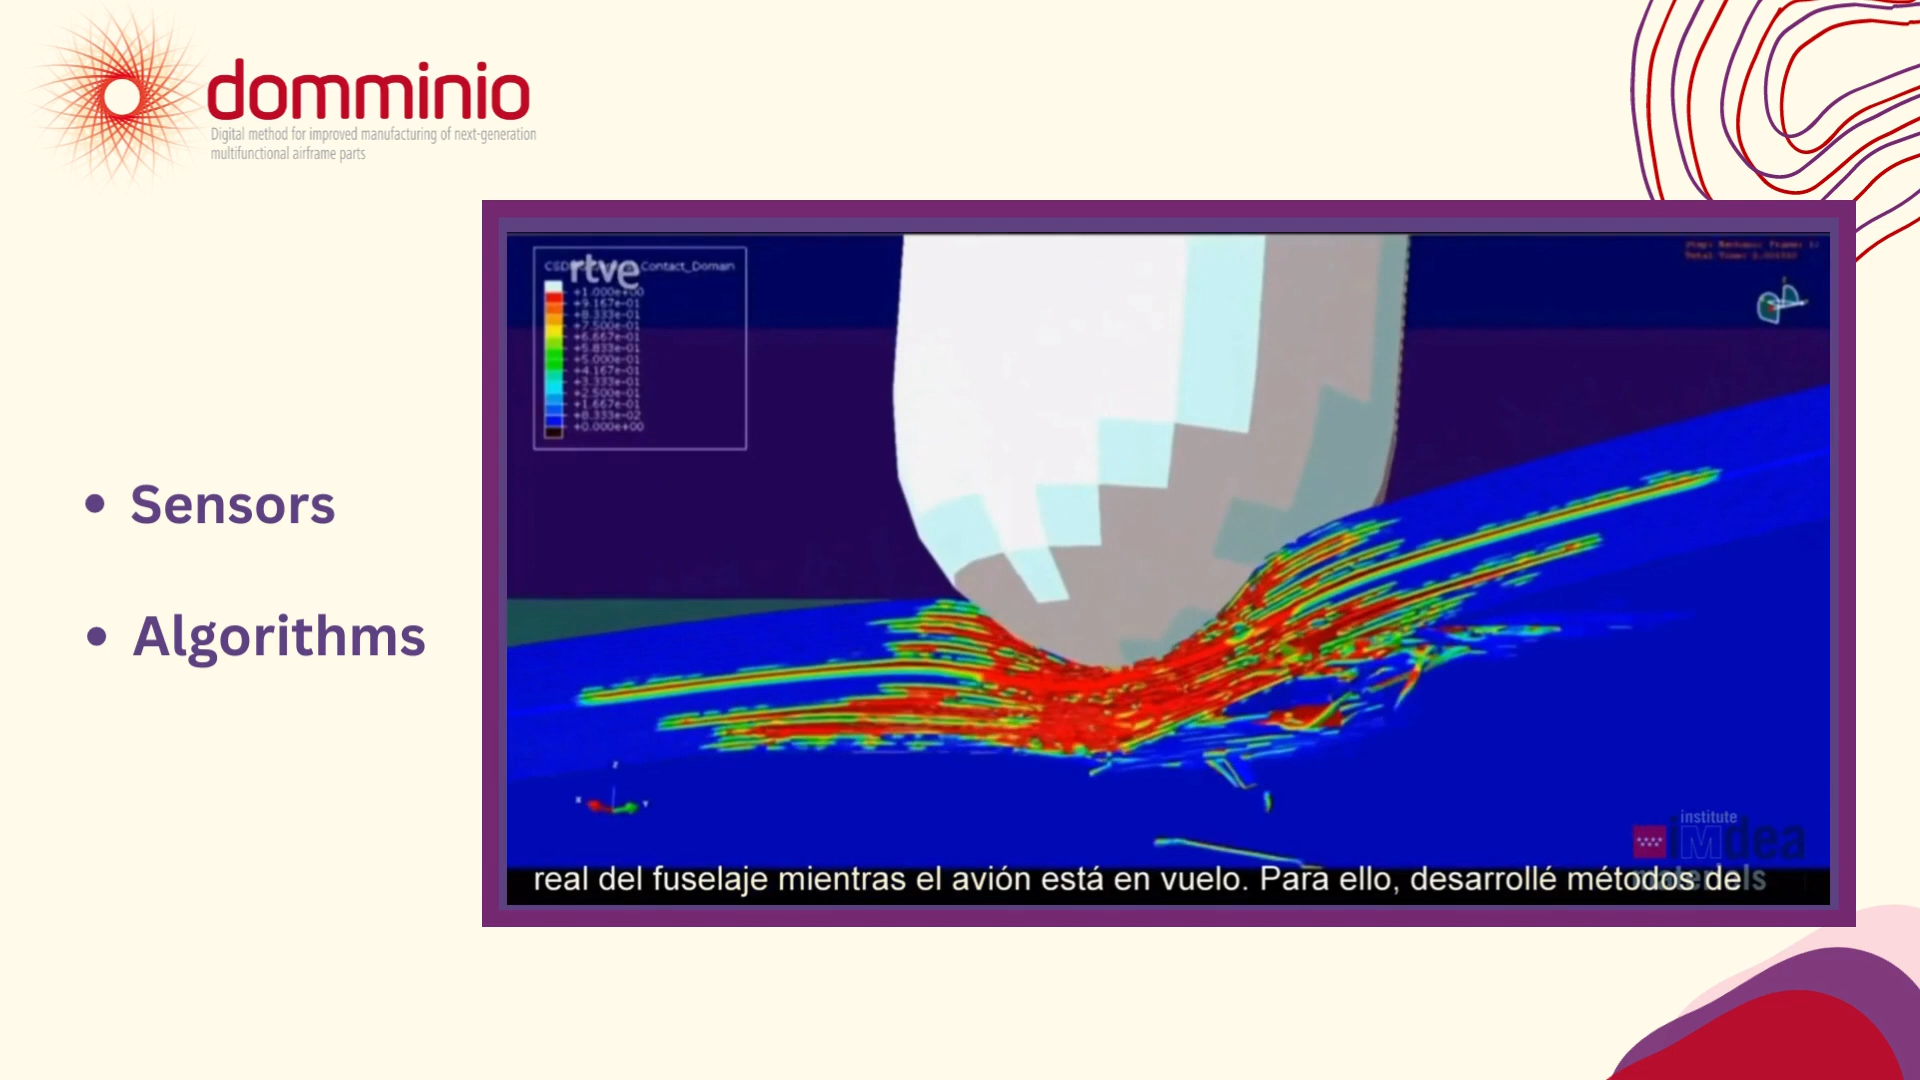 domminio
Digital method for improved manufacturing of next-generation
multifunctional airframe parts
Sensors
Algorithms
rtve
Contact_Domain
+1.000e+00
+9.167e-01
+8.333e-01
+7.500e-01
+6.667e-01
+5.833e-01
+5.000e-01
+4.167e-01
+3.333e-01
+2.500e-01
+1.667e-01
+8.333e-02
+0.000e+00
Z
X
Y
institute
iMdea
materials
real del fuselaje mientras el avión está en vuelo. Para ello, desarrollé métodos de